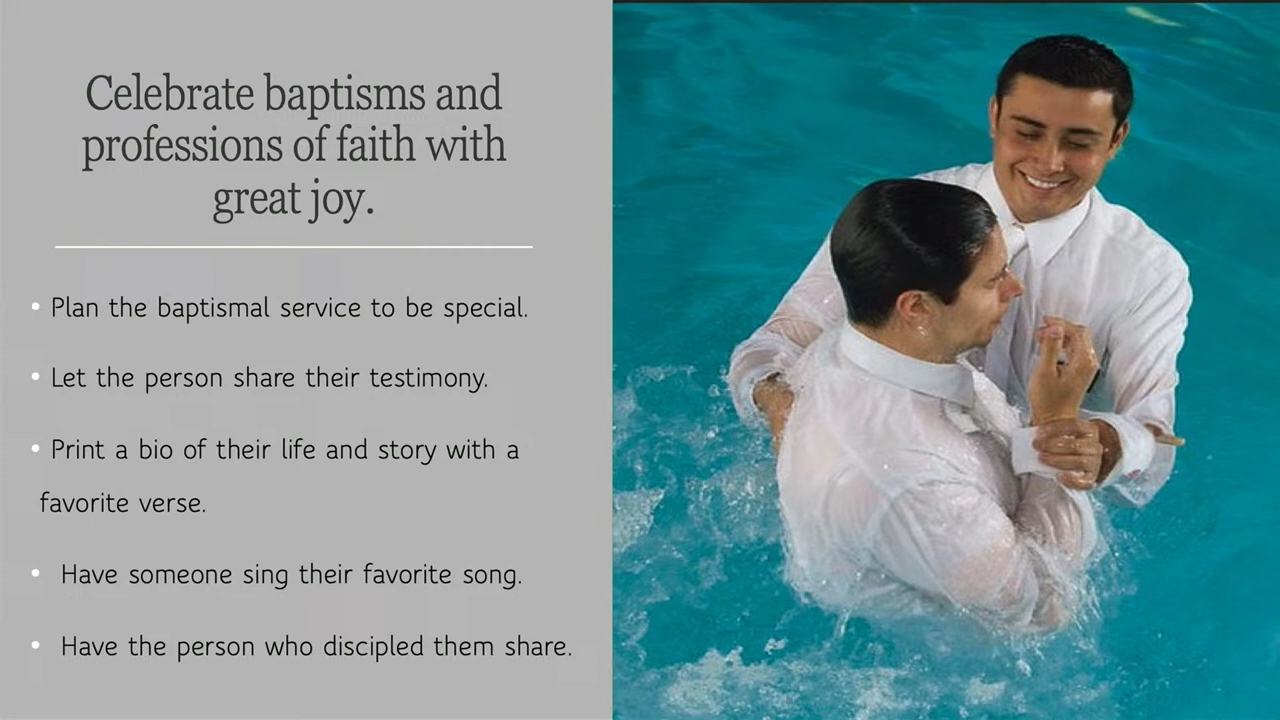 Celebrate baptisms and
professions of faith with
great joy.
• Plan the baptismal service to be special.
• Let the person share their testimony.
• Print a bio of their life and story with a
favorite verse.
• Have someone sing their favorite song.
• Have the person who discipled them share.